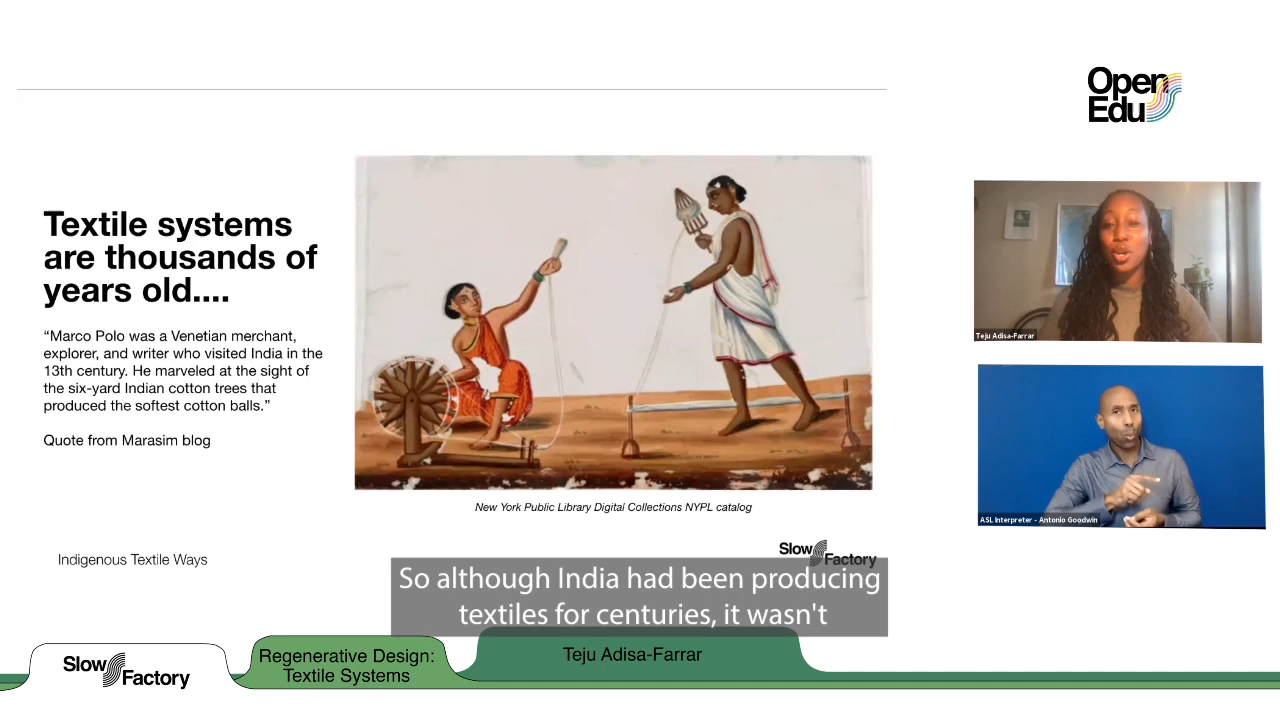 Open
Edu
Textile systems
are thousands of
years old....
“Marco Polo was a Venetian merchant,
explorer, and writer who visited India in the
13th century. He marveled at the sight of
the six-yard Indian cotton trees that
produced the softest cotton balls.”
Quote from Marasim blog
New York Public Library Digital Collections NYPL catalog
Teju Adisa-Farrar
ASL Interpreter - Antonio Goodwin
Indigenous Textile Ways
Slow
Factory
So although India had been producing
textiles for centuries, it wasn't
Slow
Factory
Regenerative Design:
Textile Systems
Teju Adisa-Farrar